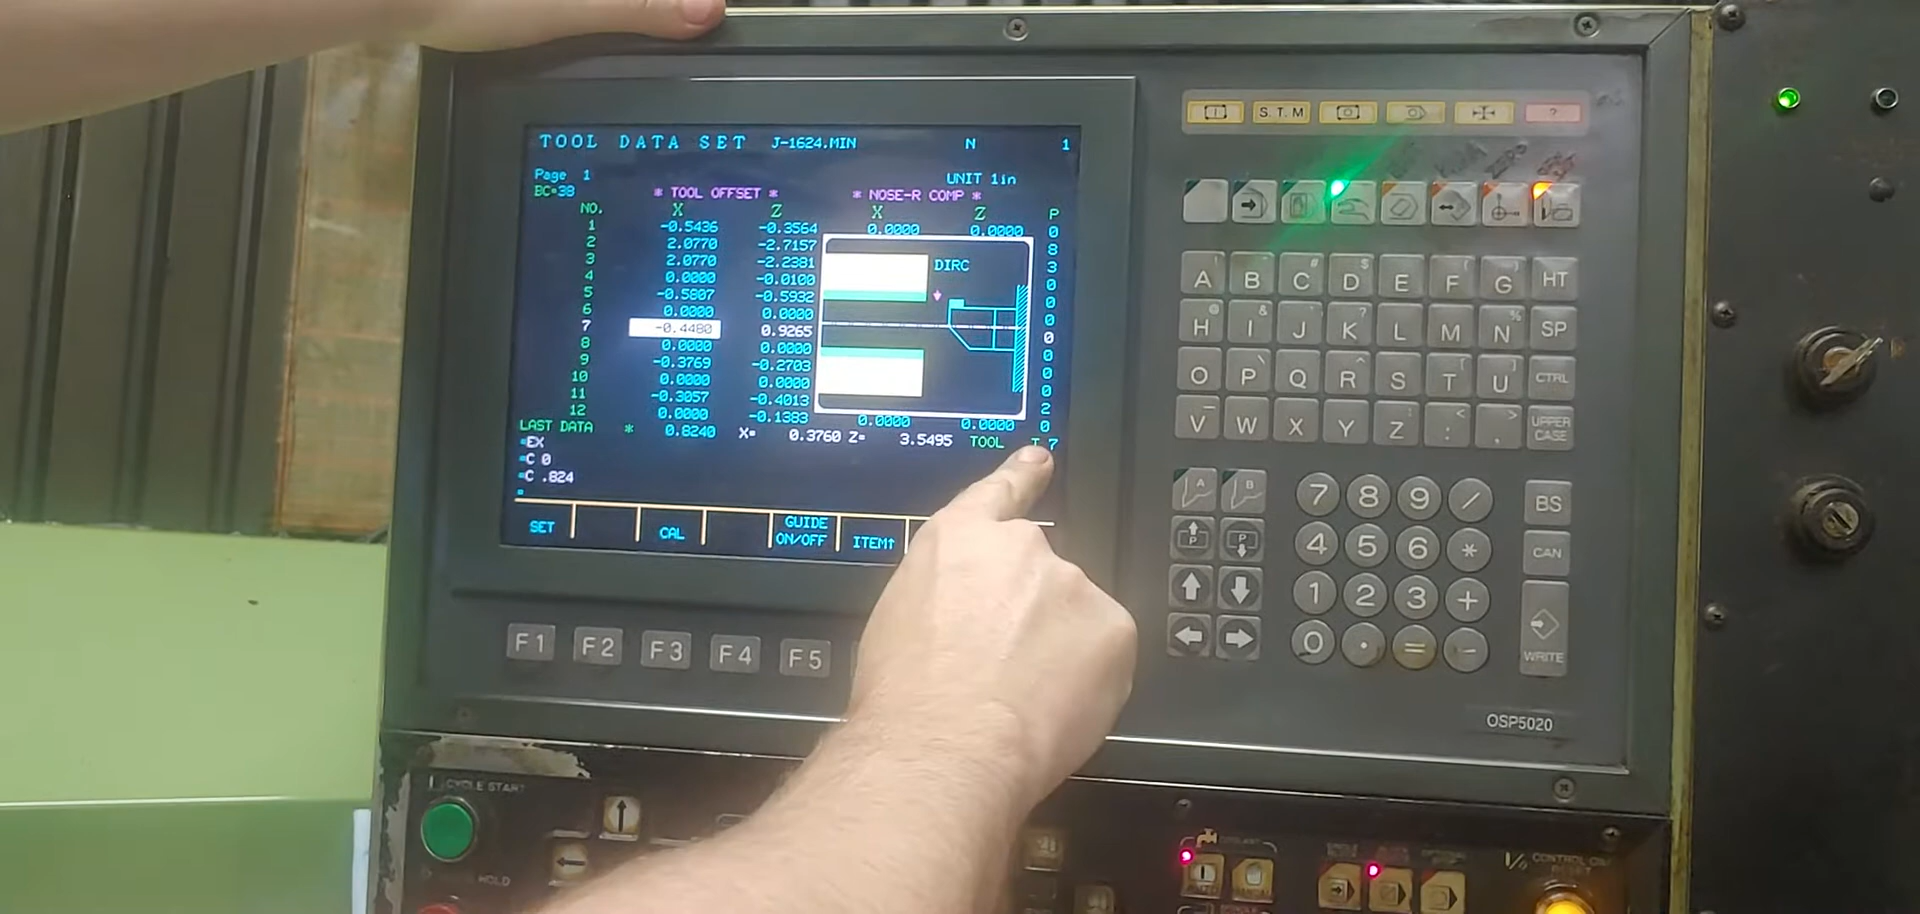 TOOL DATA SET J-1624.MIN N 1
Page 1 UNIT 1in
BC=38 * TOOL OFFSET * * NOSE-R COMP *
NO. X Z X Z P
1 -0.5436 -0.3564 0.0000 0.0000 0
2 2.0770 -2.7157 8
3 2.0770 -2.2381 DIRC 3
4 0.0000 -0.0100 0
5 -0.5807 -0.5932 0
6 0.0000 0.0000 0
7 -0.4480 0.9265 0
8 0.0000 0.0000 0
9 -0.3769 -0.2703 0
10 0.0000 0.0000 0
11 -0.3057 -0.4013 2
12 0.0000 -0.1383 0.0000 0.0000 0
LAST DATA * 0.8240 X= 0.3760 Z= 3.5495 TOOL T 7
=EX
=C 0
=C .824
=
SET CAL GUIDE ON/OFF ITEM↑
F1 F2 F3 F4 F5
S.T.M ?
A B C # D $ E F ( G ) HT
H @ I & J ' K ? L M N % SP
O P \ Q R ^ S T [ U ] CTRL
V — W X Y Z : : < , > UPPER CASE
A B 7 8 9 / BS
P P 4 5 6 * CAN
1 2 3 +
0 . = - WRITE
OSP5020
CYCLE START
HOLD
CONTROL ON